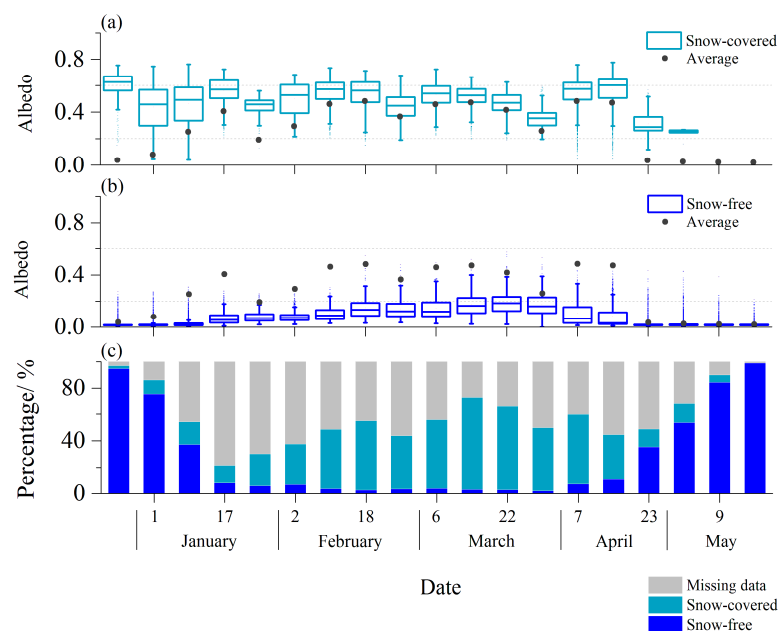 (a)
Snow-covered
Average
0.8
0.4
0.0
Albedo
(b)
Snow-free
Average
0.8
0.4
0.0
Albedo
(c)
80
40
0
Percentage/ %
1 17 2 18 6 22 7 23 9
January February March April May
Date
Missing data
Snow-covered
Snow-free